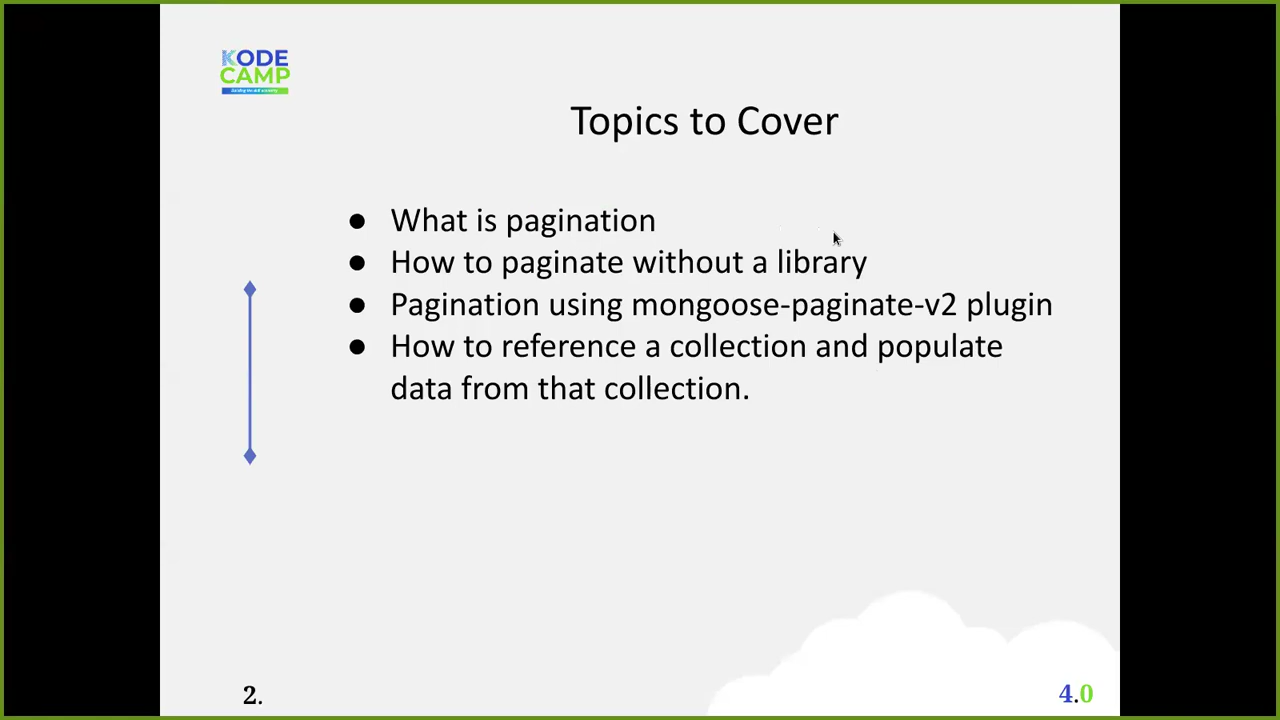 KODE
CAMP
Topics to Cover
● What is pagination
● How to paginate without a library
● Pagination using mongoose-paginate-v2 plugin
● How to reference a collection and populate
data from that collection.
2.
4.0